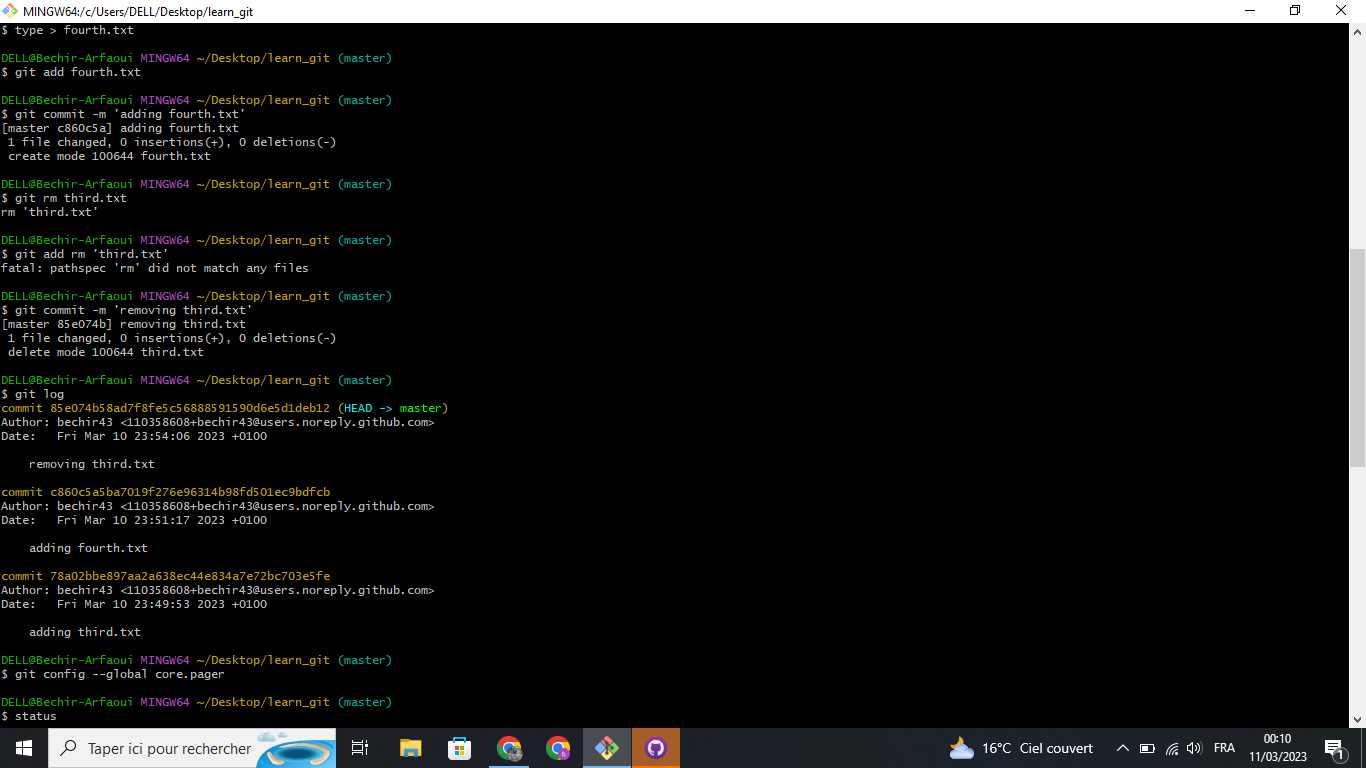 MINGW64:/c/Users/DELL/Desktop/learn_git
$ type > fourth.txt
DELL@Bechir-Arfaoui MINGW64 ~/Desktop/learn_git (master)
$ git add fourth.txt
DELL@Bechir-Arfaoui MINGW64 ~/Desktop/learn_git (master)
$ git commit -m 'adding fourth.txt'
[master c860c5a] adding fourth.txt
 1 file changed, 0 insertions(+), 0 deletions(-)
 create mode 100644 fourth.txt
DELL@Bechir-Arfaoui MINGW64 ~/Desktop/learn_git (master)
$ git rm third.txt
rm 'third.txt'
DELL@Bechir-Arfaoui MINGW64 ~/Desktop/learn_git (master)
$ git add rm 'third.txt'
fatal: pathspec 'rm' did not match any files
DELL@Bechir-Arfaoui MINGW64 ~/Desktop/learn_git (master)
$ git commit -m 'removing third.txt'
[master 85e074b] removing third.txt
 1 file changed, 0 insertions(+), 0 deletions(-)
 delete mode 100644 third.txt
DELL@Bechir-Arfaoui MINGW64 ~/Desktop/learn_git (master)
$ git log
commit 85e074b58ad7f8fe5c56888591590d6e5d1deb12 (HEAD -> master)
Author: bechir43 <110358608+bechir43@users.noreply.github.com>
Date:   Fri Mar 10 23:54:06 2023 +0100
    removing third.txt
commit c860c5a5ba7019f276e96314b98fd501ec9bdfcb
Author: bechir43 <110358608+bechir43@users.noreply.github.com>
Date:   Fri Mar 10 23:51:17 2023 +0100
    adding fourth.txt
commit 78a02bbe897aa2a638ec44e834a7e72bc703e5fe
Author: bechir43 <110358608+bechir43@users.noreply.github.com>
Date:   Fri Mar 10 23:49:53 2023 +0100
    adding third.txt
DELL@Bechir-Arfaoui MINGW64 ~/Desktop/learn_git (master)
$ git config --global core.pager
DELL@Bechir-Arfaoui MINGW64 ~/Desktop/learn_git (master)
$ status
Taper ici pour rechercher
16°C Ciel couvert
FRA
00:10
11/03/2023
1